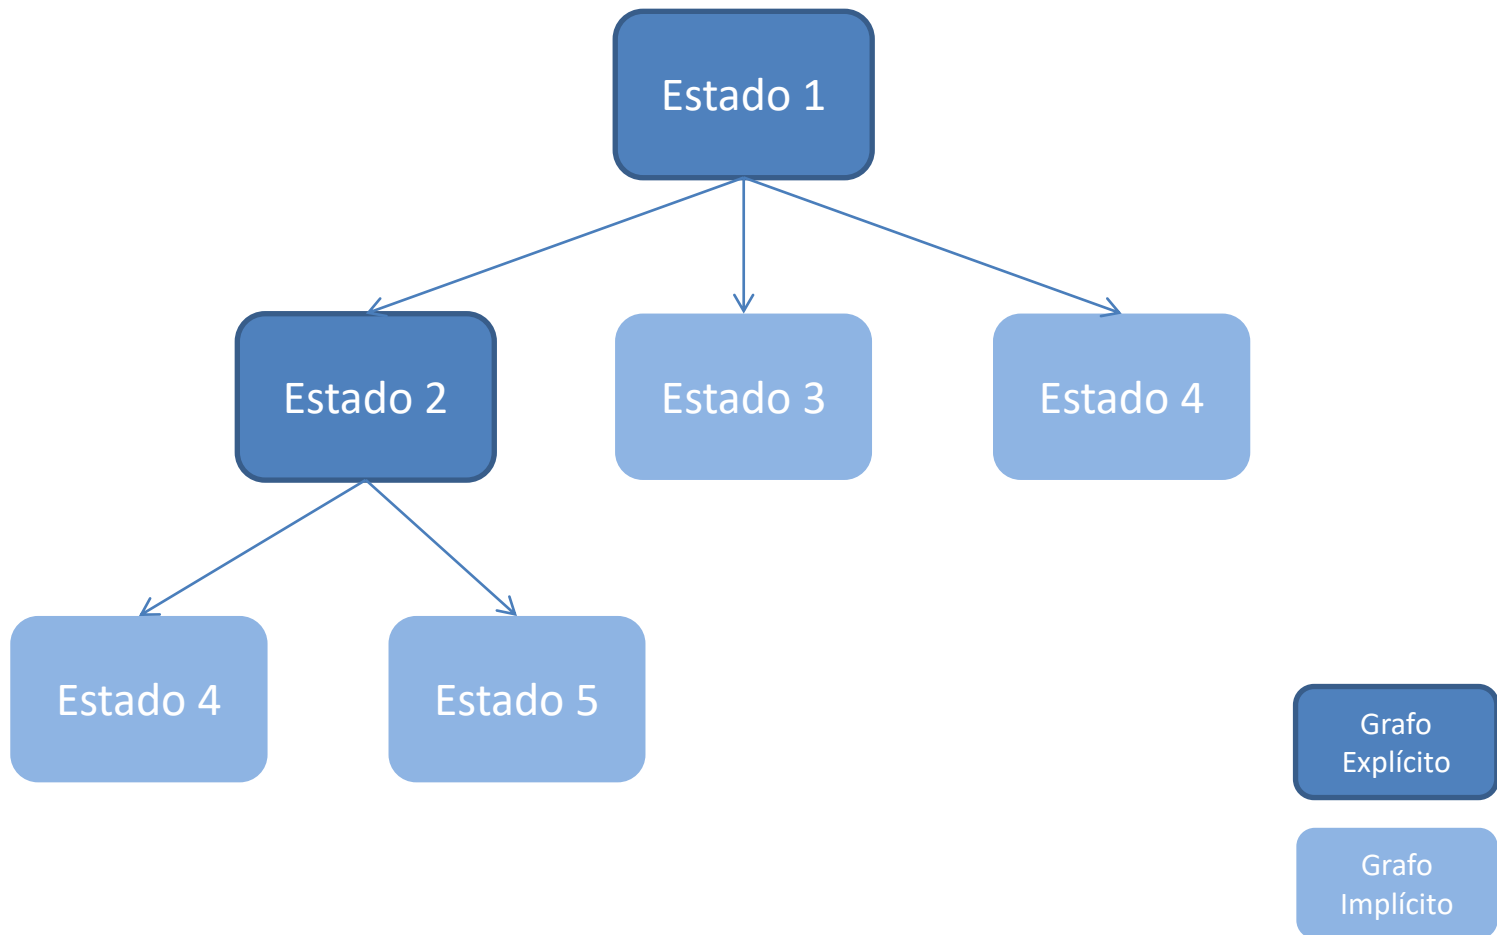 Estado 1
Estado 2
Estado 3
Estado 4
Estado 4
Estado 5
Grafo
Explícito
Grafo
Implícito